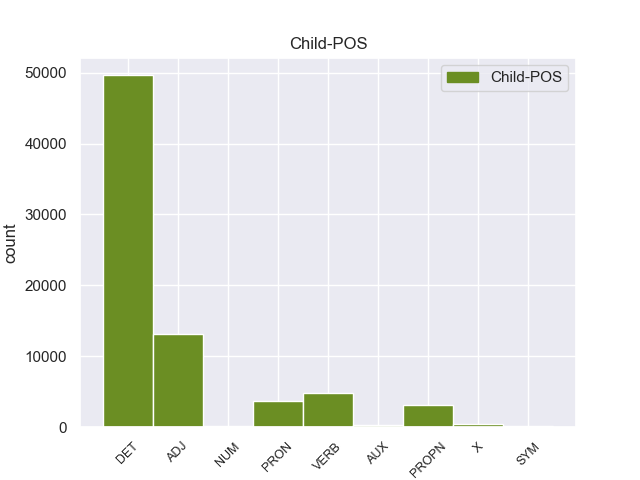 Child-POS
Child-POS
50000
40000
30000
20000
10000
0
count
DET
ADJ
NUM
PRON
VERB
AUX
PROPN
X
SYM